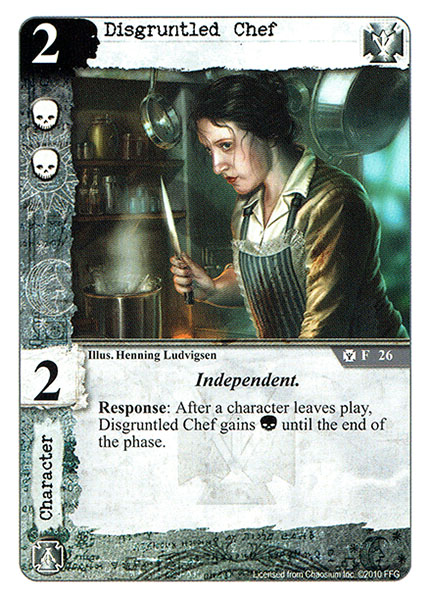 2
Disgruntled Chef
Illus. Henning Ludvigsen
F 26
2
Independent.
Response: After a character leaves play,
Disgruntled Chef gains until the end of
the phase.
Character
Licensed from Chaosium Inc. ©2010 FFG